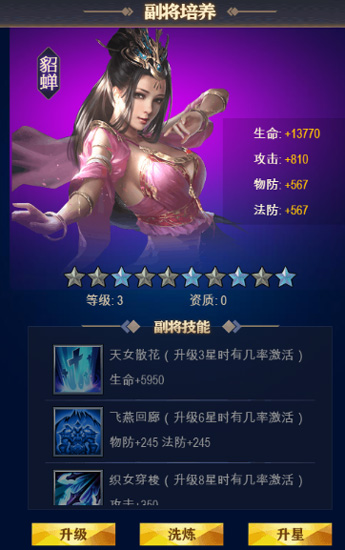 副将培养
貂蝉
生命: +13770
攻击: +810
物防: +567
法防: +567
等级: 3 资质: 0
副将技能
天女散花（升级3星时有几率激活）
生命+5950
飞燕回廊（升级6星时有几率激活）
物防+245 法防+245
织女穿梭（升级8星时有几率激活）
攻击+350
升级 洗炼 升星